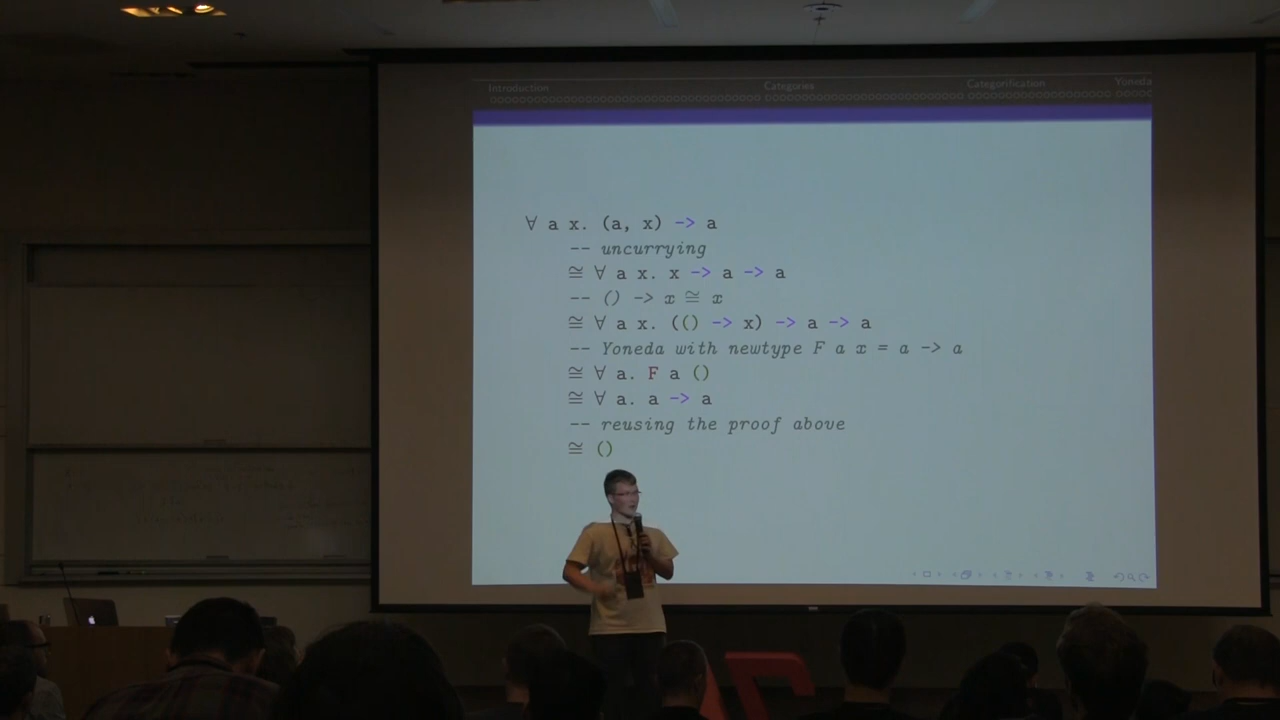 Introduction Categories Categorification Yoneda
∀ a x. (a, x) -> a
-- uncurrying
≅ ∀ a x. x -> a -> a
-- () -> x ≅ x
≅ ∀ a x. (() -> x) -> a -> a
-- Yoneda with newtype F a x = a -> a
≅ ∀ a. F a ()
≅ ∀ a. a -> a
-- reusing the proof above
≅ ()